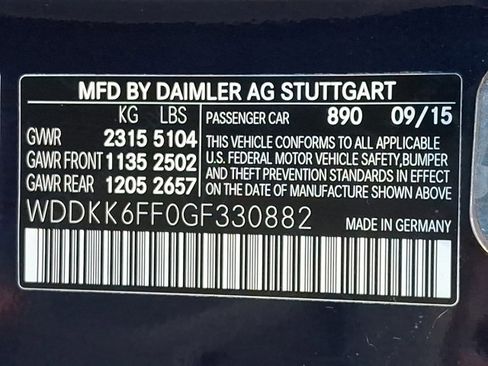 MFD BY DAIMLER AG STUTTGART
KG LBS PASSENGER CAR 890 09/15
GVWR 2315 5104 THIS VEHICLE CONFORMS TO ALL APPLICABLE
GAWR FRONT 1135 2502 U.S. FEDERAL MOTOR VEHICLE SAFETY,BUMPER
AND THEFT PREVENTION STANDARDS IN EFFECT
GAWR REAR 1205 2657 ON THE DATE OF MANUFACTURE SHOWN ABOVE.
WDDKK6FF0GF330882 MADE IN GERMANY